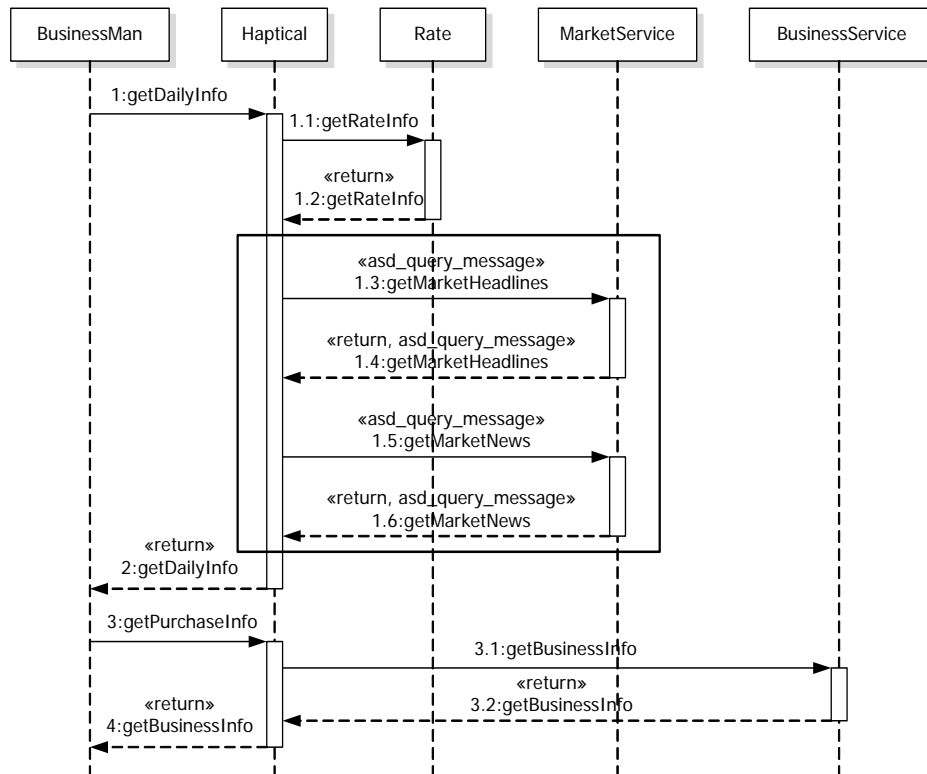 BusinessMan
Haptical
Rate
MarketService
BusinessService
1:getDailyInfo
1.1:getRateInfo
«return»
1.2:getRateInfo
«asd_query_message»
1.3:getMarketHeadlines
«return, asd_query_message»
1.4:getMarketHeadlines
«asd_query_message»
1.5:getMarketNews
«return, asd_query_message»
1.6:getMarketNews
«return»
2:getDailyInfo
3:getPurchaseInfo
3.1:getBusinessInfo
«return»
3.2:getBusinessInfo
«return»
4:getBusinessInfo